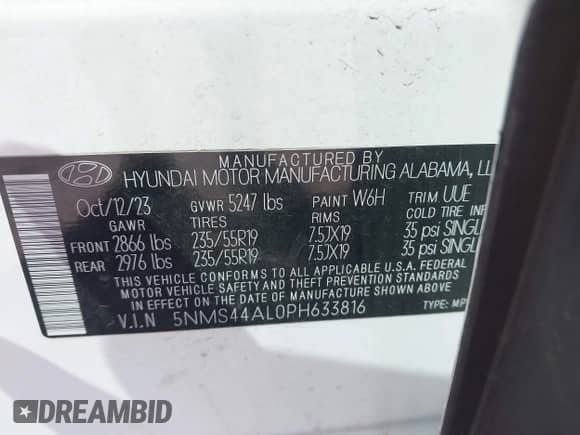 MANUFACTURED BY
HYUNDAI MOTOR MANUFACTURING ALABAMA, LL
Oct/12/23 GVWR 5247 lbs PAINT W6H TRIM UUE
GAWR TIRES RIMS COLD TIRE INF
FRONT 2866 lbs 235/55R19 7.5JX19 35 psi SINGL
REAR 2976 lbs 235/55R19 7.5JX19 35 psi SINGL
THIS VEHICLE CONFORMS TO ALL APPLICABLE U.S.A. FEDERAL
MOTOR VEHICLE SAFETY AND THEFT PREVENTION STANDARDS
IN EFFECT ON THE DATE OF MANUFACTURE SHOWN ABOVE.
V.I.N 5NMS44AL0PH633816 TYPE: MP
DREAMBID